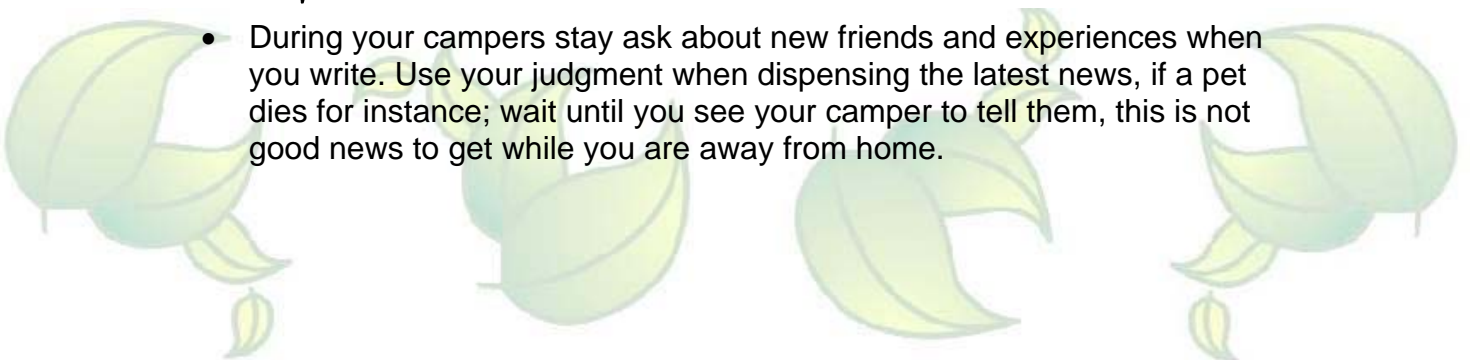 • During your campers stay ask about new friends and experiences when
you write. Use your judgment when dispensing the latest news, if a pet
dies for instance; wait until you see your camper to tell them, this is not
good news to get while you are away from home.